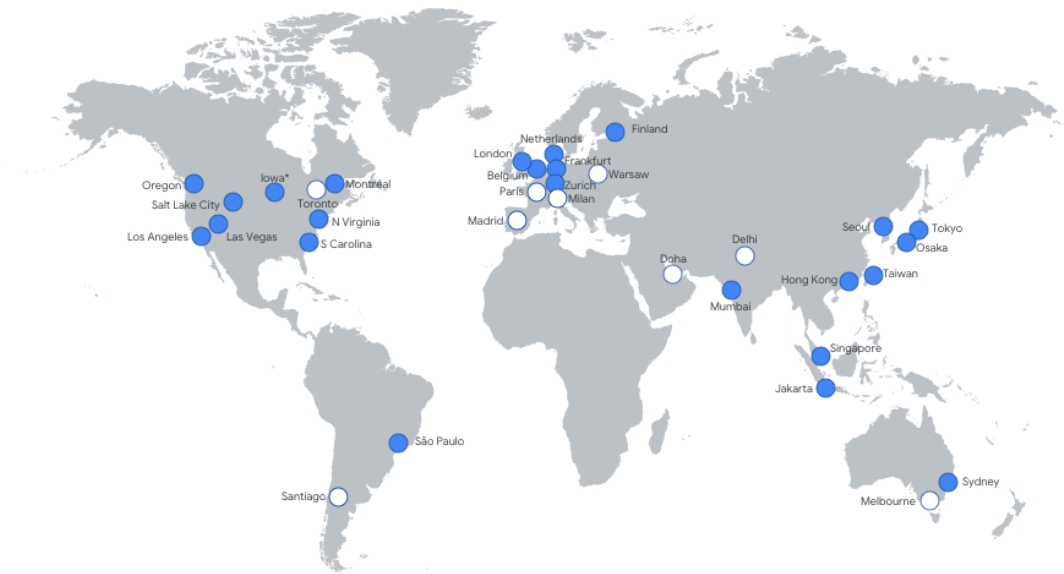 Finland
Netherlands
London
Frankfurt
Belgium
Warsaw
Iowa*
Oregon
Montréal
Zurich
Paris
Milan
Salt Lake City
Toronto
Madrid
N Virginia
Los Angeles
Las Vegas
S Carolina
Seoul
Tokyo
Osaka
Delhi
Doha
Taiwan
Hong Kong
Mumbai
Singapore
Jakarta
São Paulo
Sydney
Santiago
Melbourne